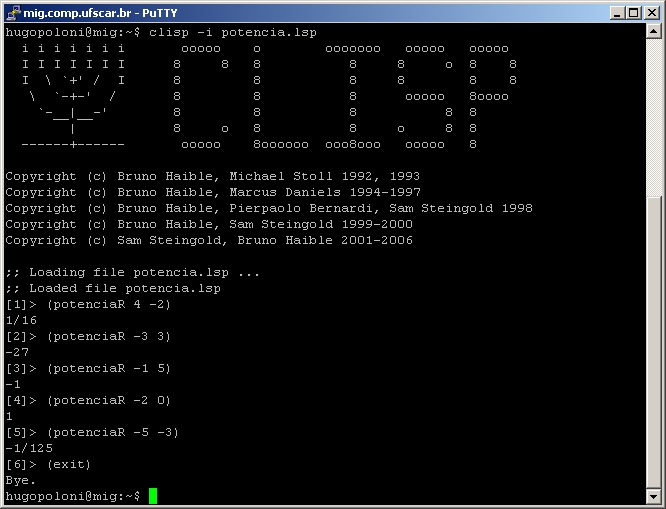 mig.comp.ufscar.br - PuTTY
hugopoloni@mig:~$ clisp -i potencia.lsp
  i i i i i i i       ooooo    o        ooooooo   ooooo   ooooo
  I I I I I I I      8     8   8           8     8     o  8    8
  I  \ `+' /  I      8         8           8     8        8    8
   \  `-+-'  /       8         8           8      ooooo   8oooo
    `-__|__-'        8         8           8           8  8
        |            8     o   8           8     o     8  8
  ------+------       ooooo    8oooooo  ooo8ooo   ooooo   8
Copyright (c) Bruno Haible, Michael Stoll 1992, 1993
Copyright (c) Bruno Haible, Marcus Daniels 1994-1997
Copyright (c) Bruno Haible, Pierpaolo Bernardi, Sam Steingold 1998
Copyright (c) Bruno Haible, Sam Steingold 1999-2000
Copyright (c) Sam Steingold, Bruno Haible 2001-2006
;; Loading file potencia.lsp ...
;; Loaded file potencia.lsp
[1]> (potenciaR 4 -2)
1/16
[2]> (potenciaR -3 3)
-27
[3]> (potenciaR -1 5)
-1
[4]> (potenciaR -2 0)
1
[5]> (potenciaR -5 -3)
-1/125
[6]> (exit)
Bye.
hugopoloni@mig:~$